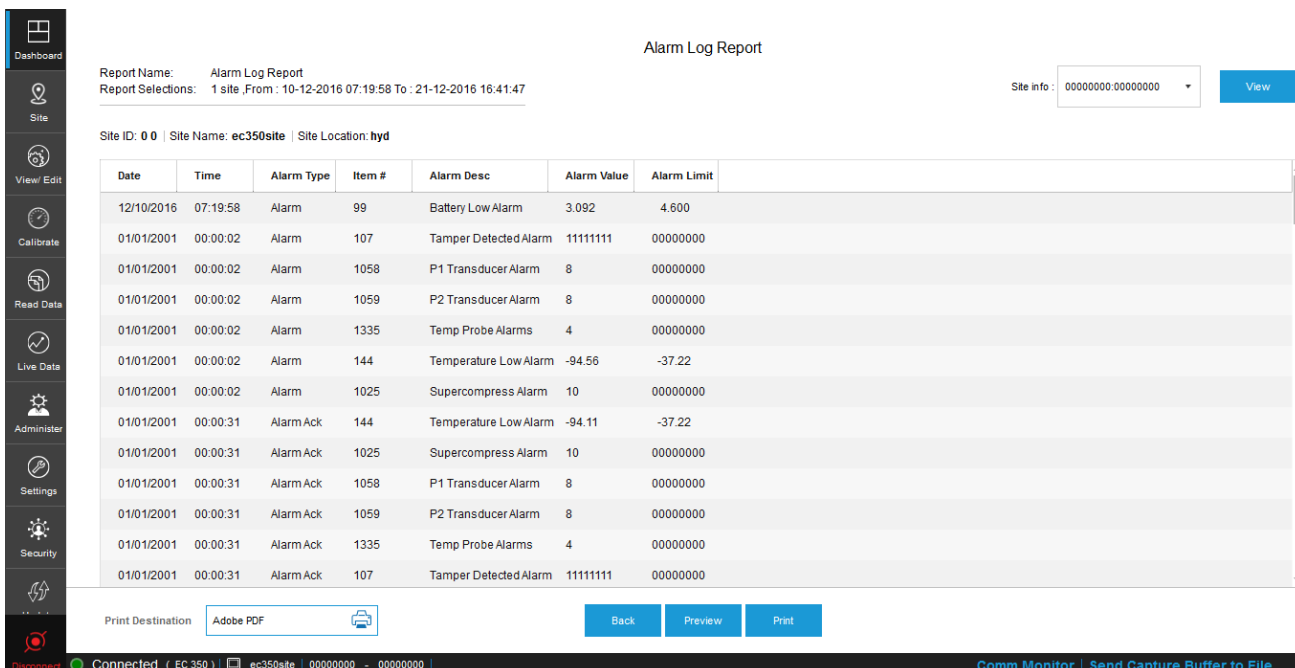 Alarm Log Report
Dashboard
Report Name: Alarm Log Report
Report Selections: 1 site ,From : 10-12-2016 07:19:58 To : 21-12-2016 16:41:47
Site info : 00000000:00000000 View
Site
Site ID: 0 0 | Site Name: ec350site | Site Location: hyd
View/ Edit
Date Time Alarm Type Item # Alarm Desc Alarm Value Alarm Limit
12/10/2016 07:19:58 Alarm 99 Battery Low Alarm 3.092 4.600
Calibrate
01/01/2001 00:00:02 Alarm 107 Tamper Detected Alarm 11111111 00000000
01/01/2001 00:00:02 Alarm 1058 P1 Transducer Alarm 8 00000000
Read Data
01/01/2001 00:00:02 Alarm 1059 P2 Transducer Alarm 8 00000000
01/01/2001 00:00:02 Alarm 1335 Temp Probe Alarms 4 00000000
Live Data
01/01/2001 00:00:02 Alarm 144 Temperature Low Alarm -94.56 -37.22
01/01/2001 00:00:02 Alarm 1025 Supercompress Alarm 10 00000000
Administer
01/01/2001 00:00:31 Alarm Ack 144 Temperature Low Alarm -94.11 -37.22
01/01/2001 00:00:31 Alarm Ack 1025 Supercompress Alarm 10 00000000
Settings
01/01/2001 00:00:31 Alarm Ack 1058 P1 Transducer Alarm 8 00000000
01/01/2001 00:00:31 Alarm Ack 1059 P2 Transducer Alarm 8 00000000
Security
01/01/2001 00:00:31 Alarm Ack 1335 Temp Probe Alarms 4 00000000
01/01/2001 00:00:31 Alarm Ack 107 Tamper Detected Alarm 11111111 00000000
Print Destination Adobe PDF Back Preview Print
Disconnect Connected ( EC 350 ) | ec350site | 00000000 - 00000000 | Comm Monitor | Send Capture Buffer to File